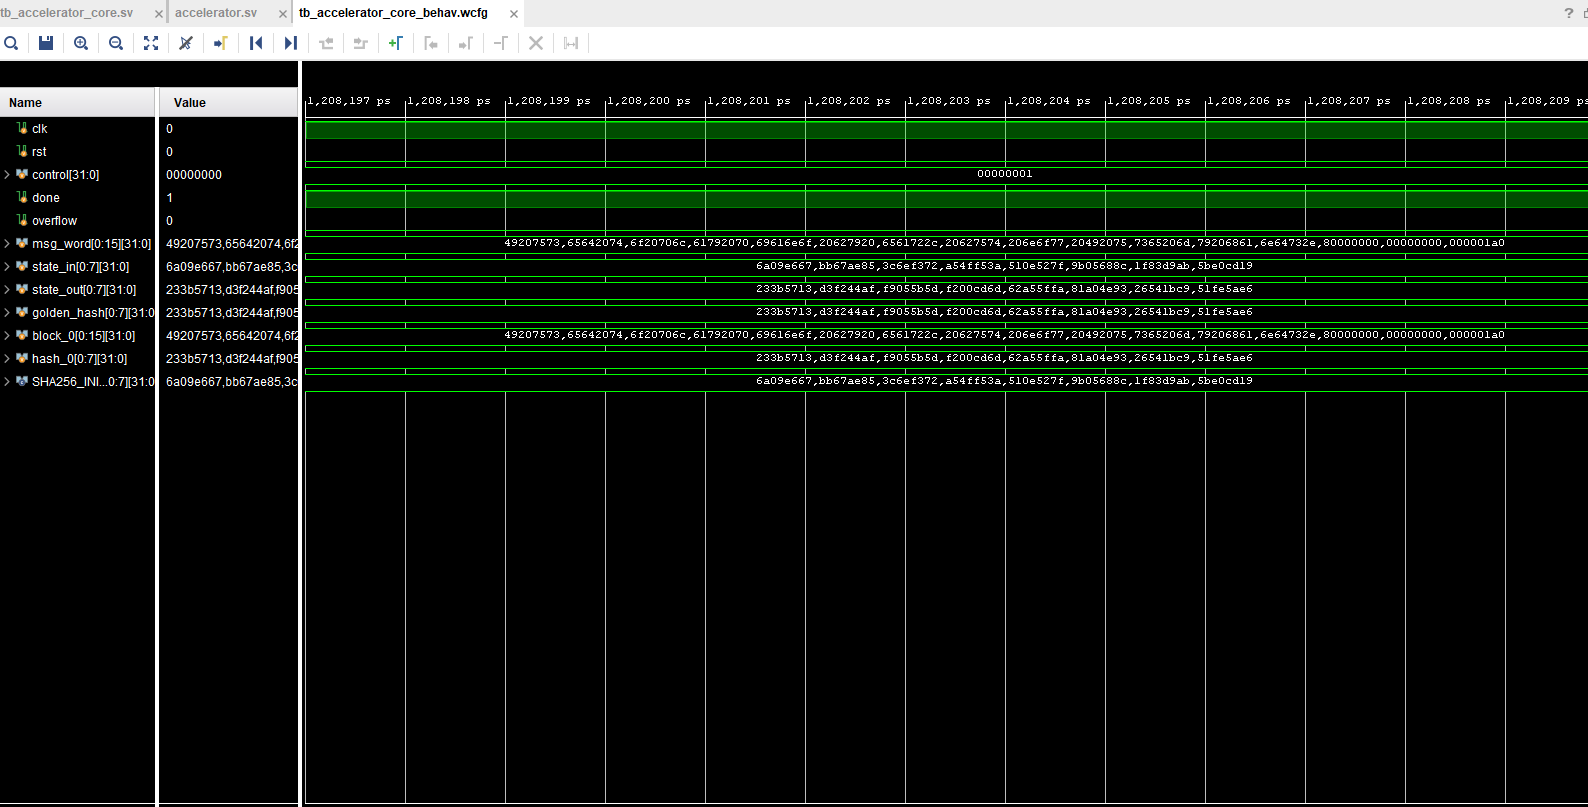 tb_accelerator_core.sv × accelerator.sv × tb_accelerator_core_behav.wcfg × ?
1,208,197 ps 1,208,198 ps 1,208,199 ps 1,208,200 ps 1,208,201 ps 1,208,202 ps 1,208,203 ps 1,208,204 ps 1,208,205 ps 1,208,206 ps 1,208,207 ps 1,208,208 ps 1,208,209 ps
Name Value
clk 0
rst 0
control[31:0] 00000000 00000001
done 1
overflow 0
msg_word[0:15][31:0] 49207573,65642074,6f2 49207573,65642074,6f20706c,61792070,69616e6f,20627920,6561722c,20627574,206e6f77,20492075,7365206d,79206861,6e64732e,80000000,00000000,000001a0
state_in[0:7][31:0] 6a09e667,bb67ae85,3c 6a09e667,bb67ae85,3c6ef372,a54ff53a,510e527f,9b05688c,1f83d9ab,5be0cd19
state_out[0:7][31:0] 233b5713,d3f244af,f905 233b5713,d3f244af,f9055b5d,f200cd6d,62a55ffa,81a04e93,26541bc9,51fe5ae6
golden_hash[0:7][31:0 233b5713,d3f244af,f905 233b5713,d3f244af,f9055b5d,f200cd6d,62a55ffa,81a04e93,26541bc9,51fe5ae6
block_0[0:15][31:0] 49207573,65642074,6f2 49207573,65642074,6f20706c,61792070,69616e6f,20627920,6561722c,20627574,206e6f77,20492075,7365206d,79206861,6e64732e,80000000,00000000,000001a0
hash_0[0:7][31:0] 233b5713,d3f244af,f905 233b5713,d3f244af,f9055b5d,f200cd6d,62a55ffa,81a04e93,26541bc9,51fe5ae6
SHA256_INI...0:7][31:0 6a09e667,bb67ae85,3c 6a09e667,bb67ae85,3c6ef372,a54ff53a,510e527f,9b05688c,1f83d9ab,5be0cd19